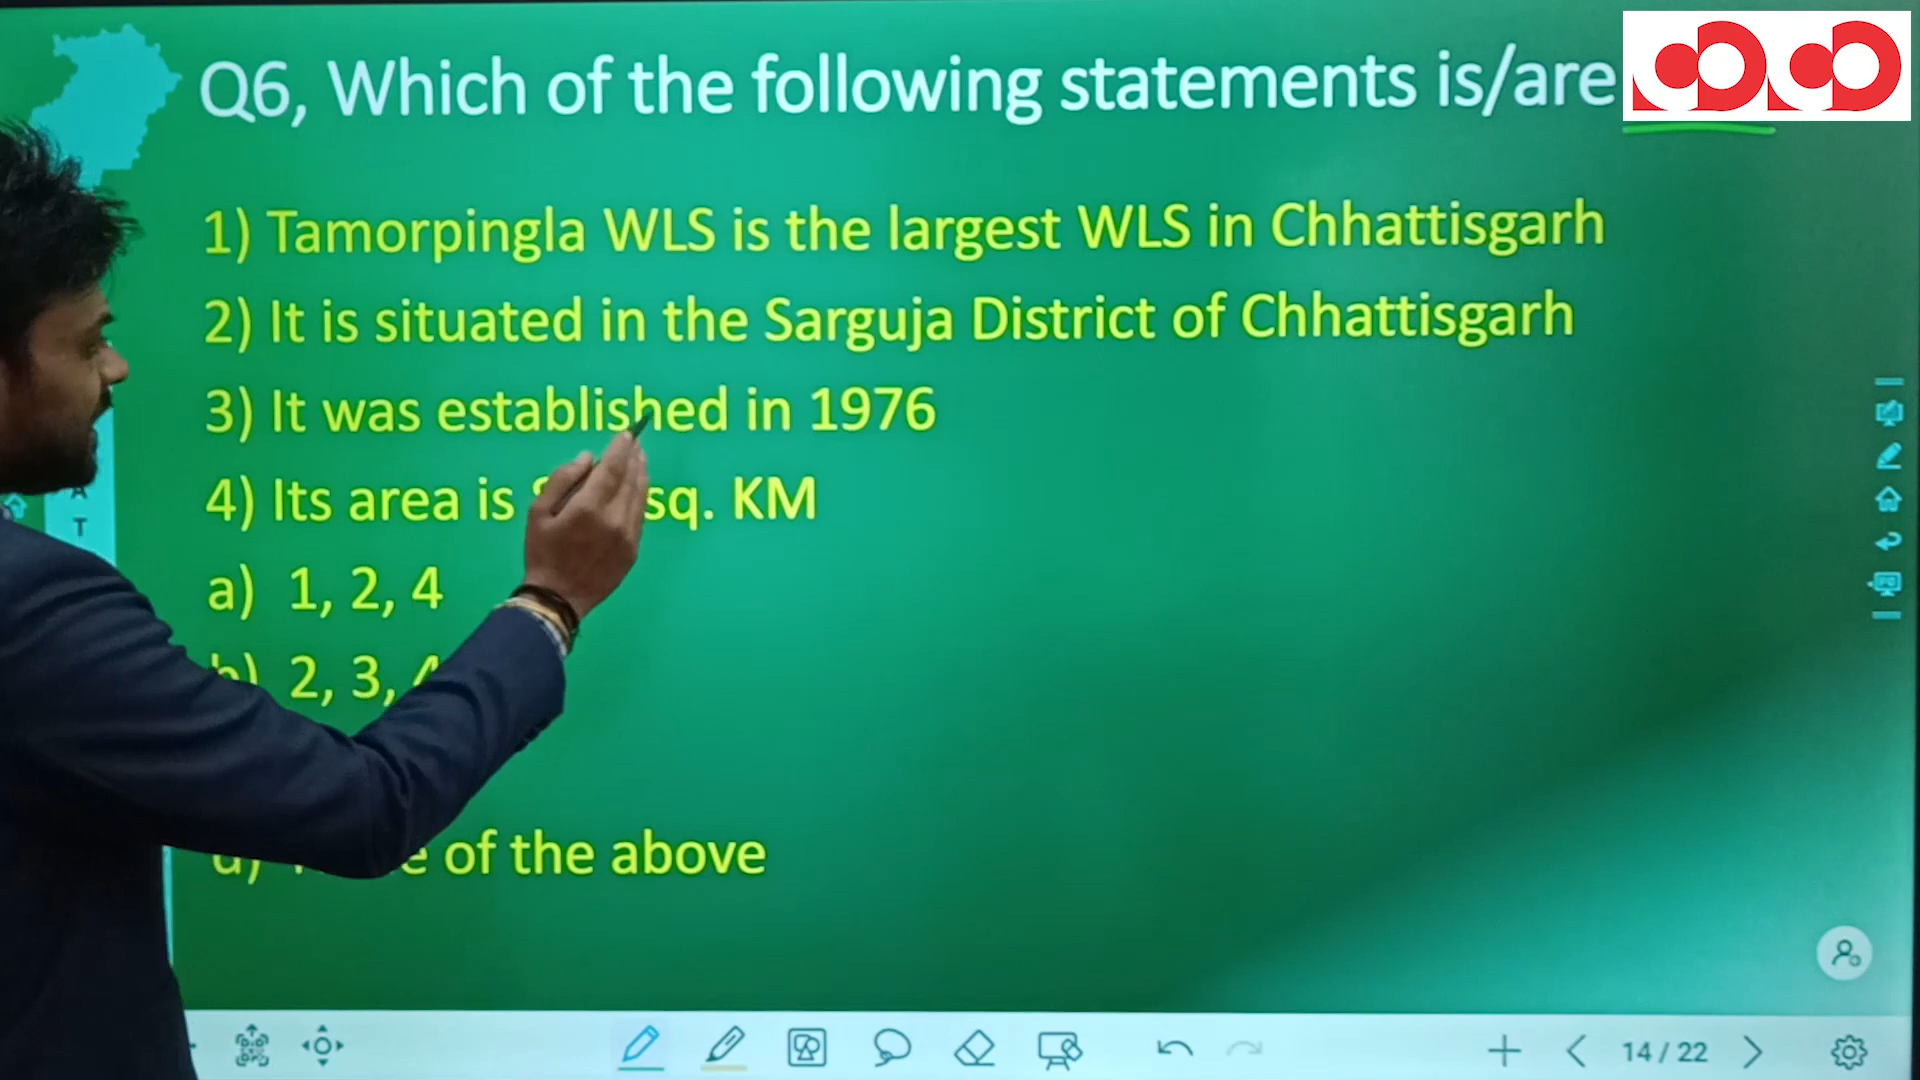 Q6, Which of the following statements is/are
1) Tamorpingla WLS is the largest WLS in Chhattisgarh
2) It is situated in the Sarguja District of Chhattisgarh
3) It was established in 1976
4) Its area is sq. KM
a) 1, 2, 4
b) 2, 3, 4
d) of the above
A
T
14 / 22